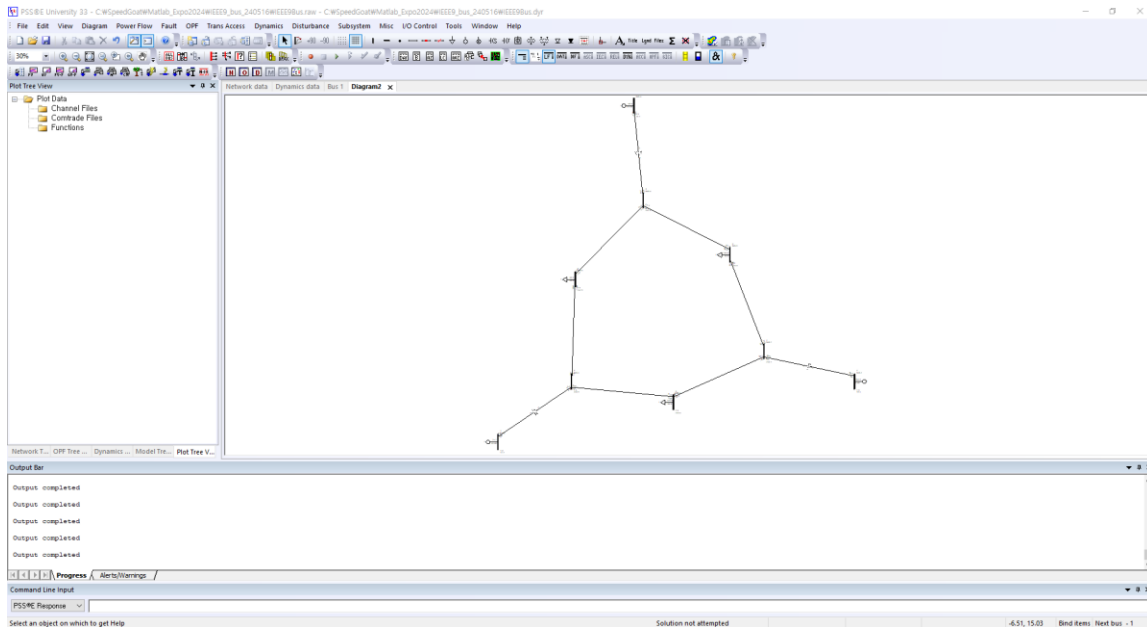 PSS®E University 33 - C:₩SpeedGoat₩Matlab_Expo2024₩IEEE9_bus_240516₩IEEE9Bus.raw - C:₩SpeedGoat₩Matlab_Expo2024₩IEEE9_bus_240516₩IEEE9Bus.dyr
File Edit View Diagram Power Flow Fault OPF Trans Access Dynamics Disturbance Subsystem Misc I/O Control Tools Window Help
30%
Plot Tree View
Network data Dynamics data Bus 1 Diagram2 x
Plot Data
Channel Files
Comtrade Files
Functions
Network T... OPF Tree ... Dynamics ... Model Tre... Plot Tree V...
Output Bar
Output completed
Output completed
Output completed
Output completed
Output completed
Progress Alerts/Warnings
Command Line Input
PSS®E Response
Select an object on which to get Help Solution not attempted -6.51, 15.03 Bind items Next bus - 1